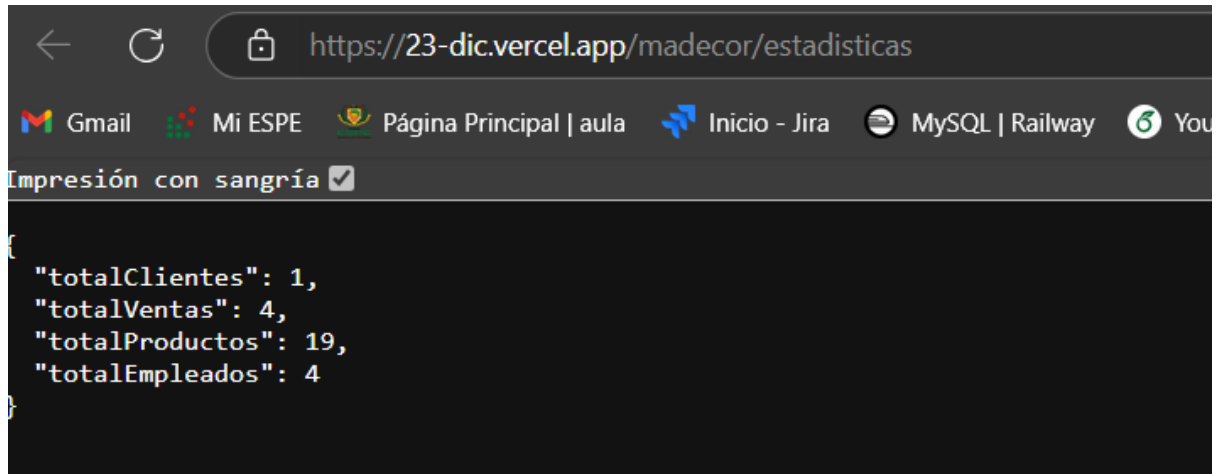 https://23-dic.vercel.app/madecor/estadisticas
Gmail Mi ESPE Página Principal | aula Inicio - Jira MySQL | Railway You
Impresión con sangría
{
"totalClientes": 1,
"totalVentas": 4,
"totalProductos": 19,
"totalEmpleados": 4
}